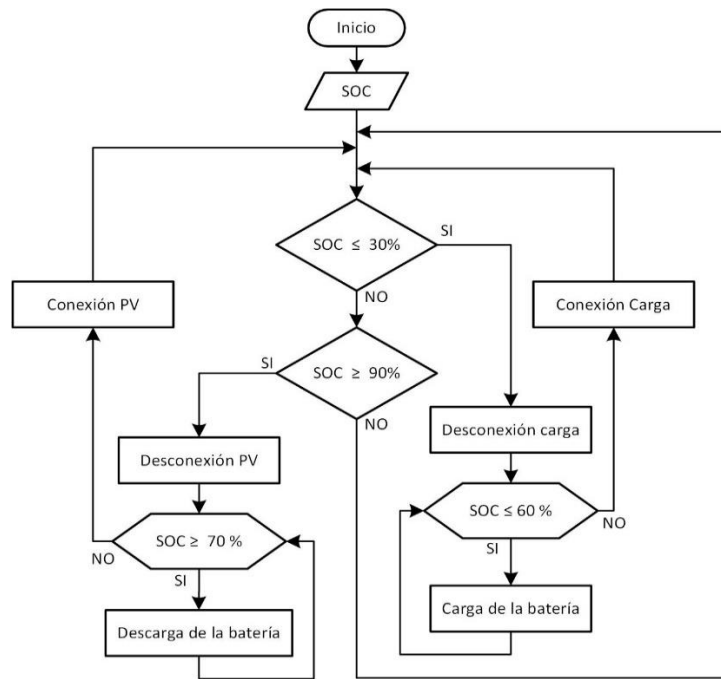 Inicio
SOC
SOC ≤ 30%
SI
NO
Conexión PV
Conexión Carga
SOC ≥ 90%
SI
NO
Desconexión PV
Desconexión carga
SOC ≥ 70 %
NO
SI
SOC ≤ 60 %
NO
SI
Descarga de la batería
Carga de la batería